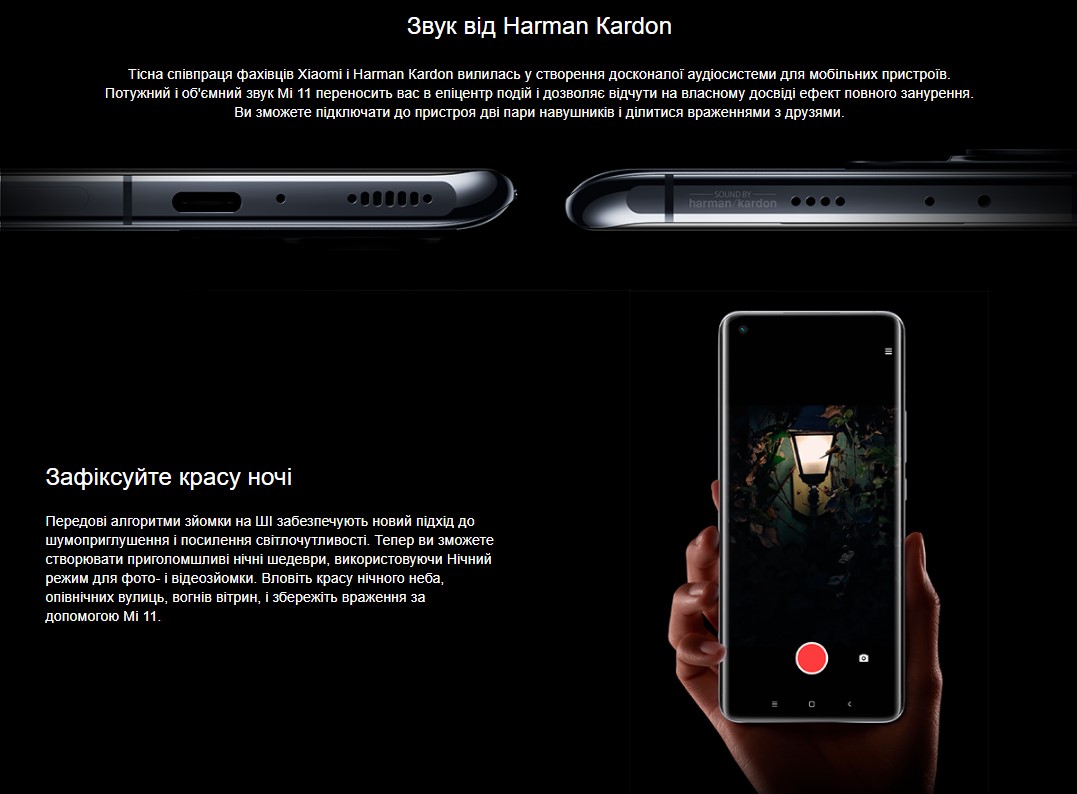 Звук від Harman Kardon
Тісна співпраця фахівців Xiaomi і Harman Kardon вилилась у створення досконалої аудіосистеми для мобільних пристроїв.
Потужний і об'ємний звук Mi 11 переносить вас в епіцентр подій і дозволяє відчути на власному досвіді ефект повного занурення.
Ви зможете підключати до пристроя дві пари навушників і ділитися враженнями з друзями.
SOUND BY
harman/kardon
Зафіксуйте красу ночі
Передові алгоритми зйомки на ШІ забезпечують новий підхід до
шумоприглушення і посилення світлочутливості. Тепер ви зможете
створювати приголомшливі нічні шедеври, використовуючи Нічний
режим для фото- і відеозйомки. Вловіть красу нічного неба,
опівнічних вулиць, вогнів вітрин, і збережіть враження за
допомогою Mi 11.